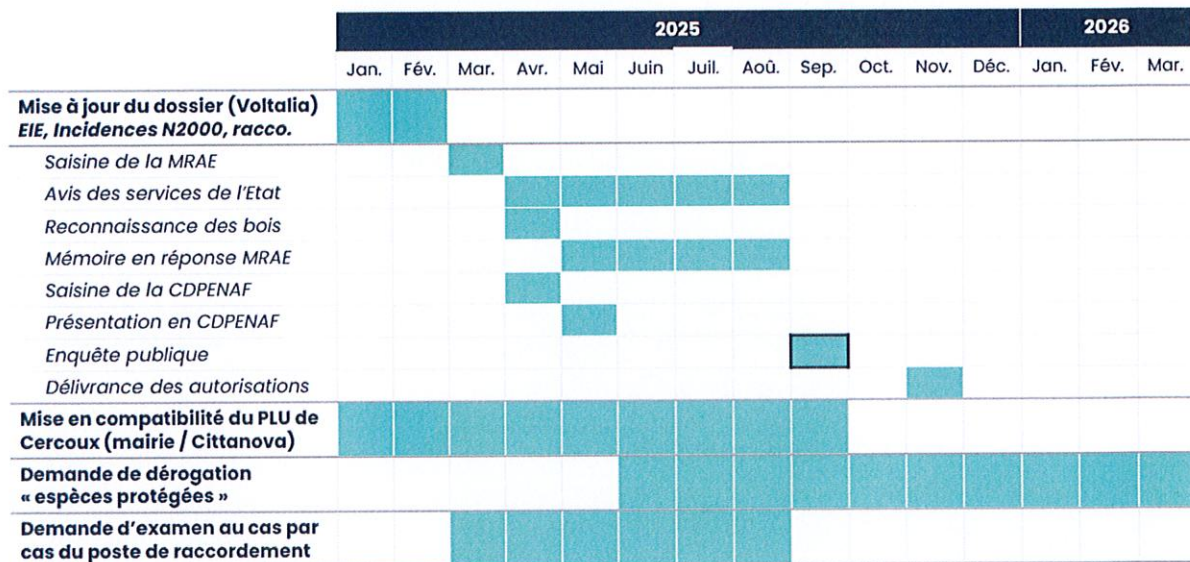 2025 2026
Jan. Fév. Mar. Avr. Mai Juin Juil. Aoû. Sep. Oct. Nov. Déc. Jan. Fév. Mar.
Mise à jour du dossier (Voltalia)
EIE, Incidences N2000, racco.
Saisine de la MRAE
Avis des services de l'Etat
Reconnaissance des bois
Mémoire en réponse MRAE
Saisine de la CDPENAF
Présentation en CDPENAF
Enquête publique
Délivrance des autorisations
Mise en compatibilité du PLU de
Cercoux (mairie / Cittanova)
Demande de dérogation
« espèces protégées »
Demande d'examen au cas par
cas du poste de raccordement